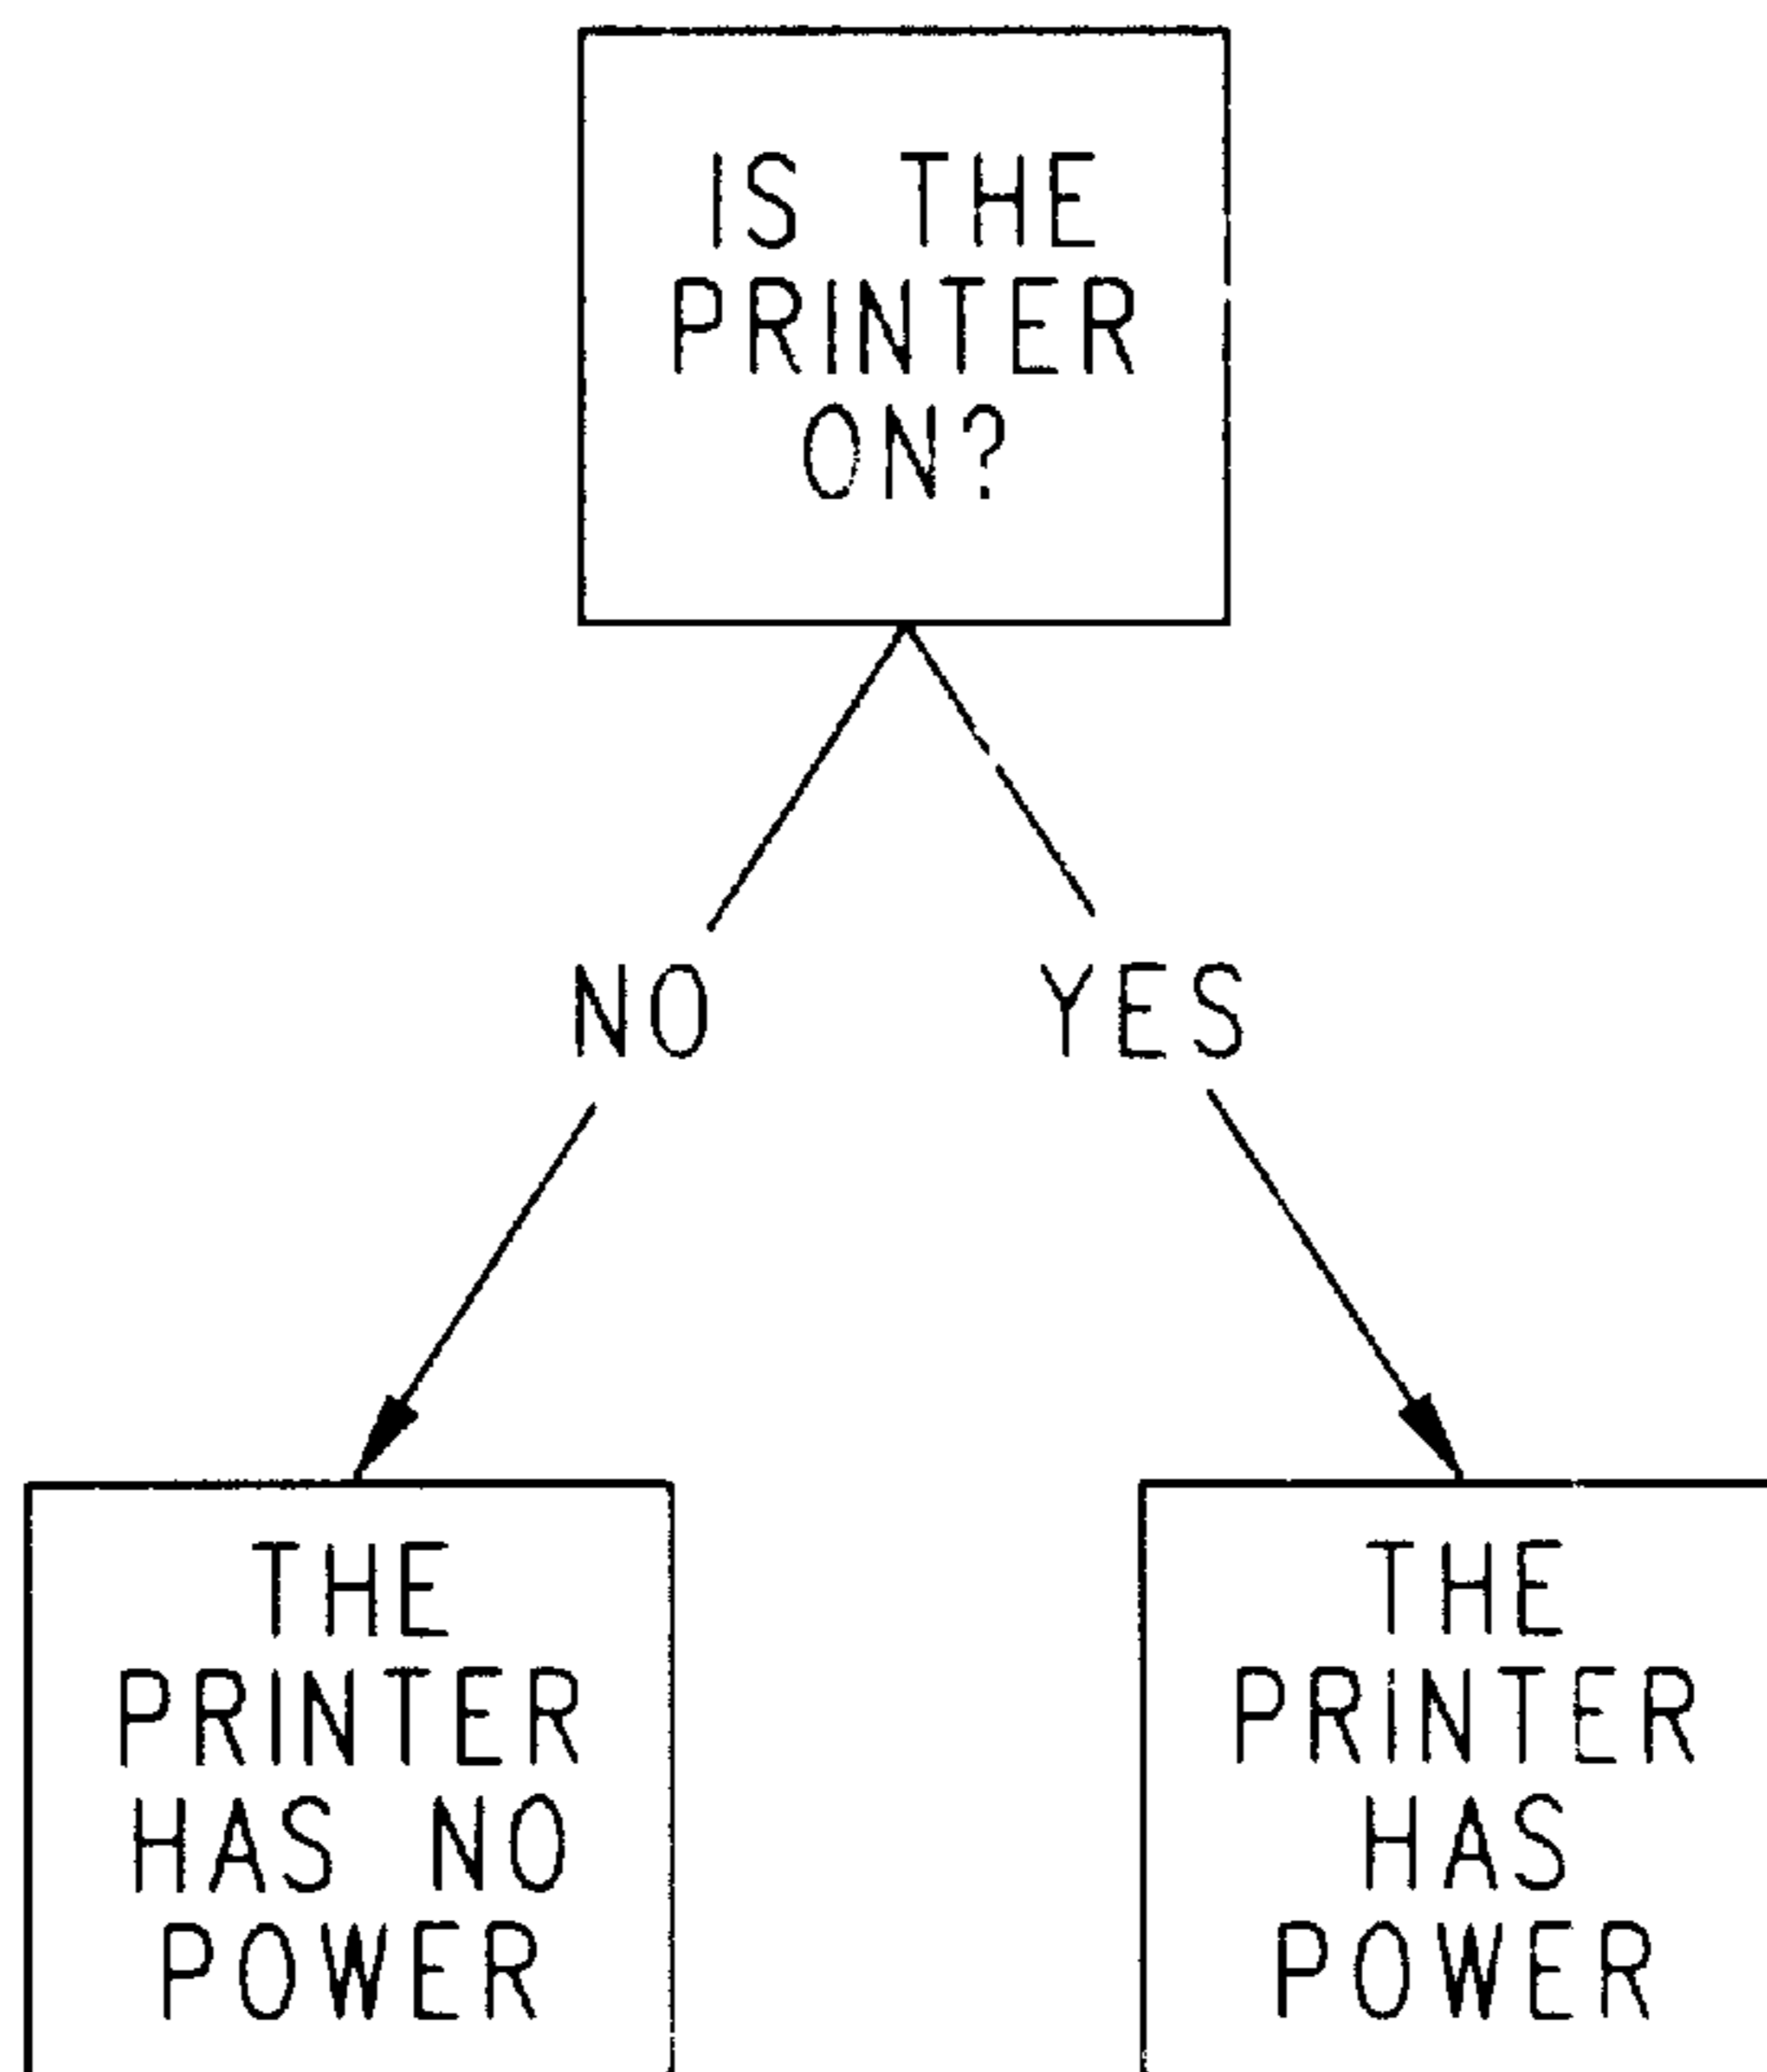 IS THE
PRINTER
ON?
NO
YES
THE
PRINTER
HAS NO
POWER
THE
PRINTER
HAS
POWER